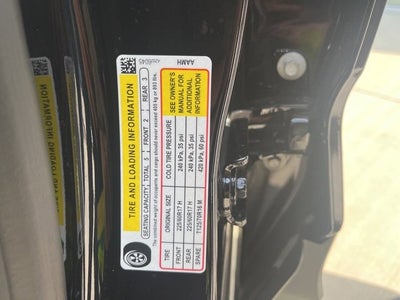 TIRE AND LOADING INFORMATION
SEATING CAPACITY TOTAL 5 FRONT 2 REAR 3
The combined weight of occupants and cargo should never exceed 405 kg or 893 lbs.
TIRE ORIGINAL SIZE COLD TIRE PRESSURE
FRONT 225/60R17 H 240 kPa, 35 psi
REAR 225/60R17 H 240 kPa, 35 psi
SPARE T125/70R16 M 420 kPa, 60 psi
SEE OWNER'S
MANUAL FOR
ADDITIONAL
INFORMATION
AAMH